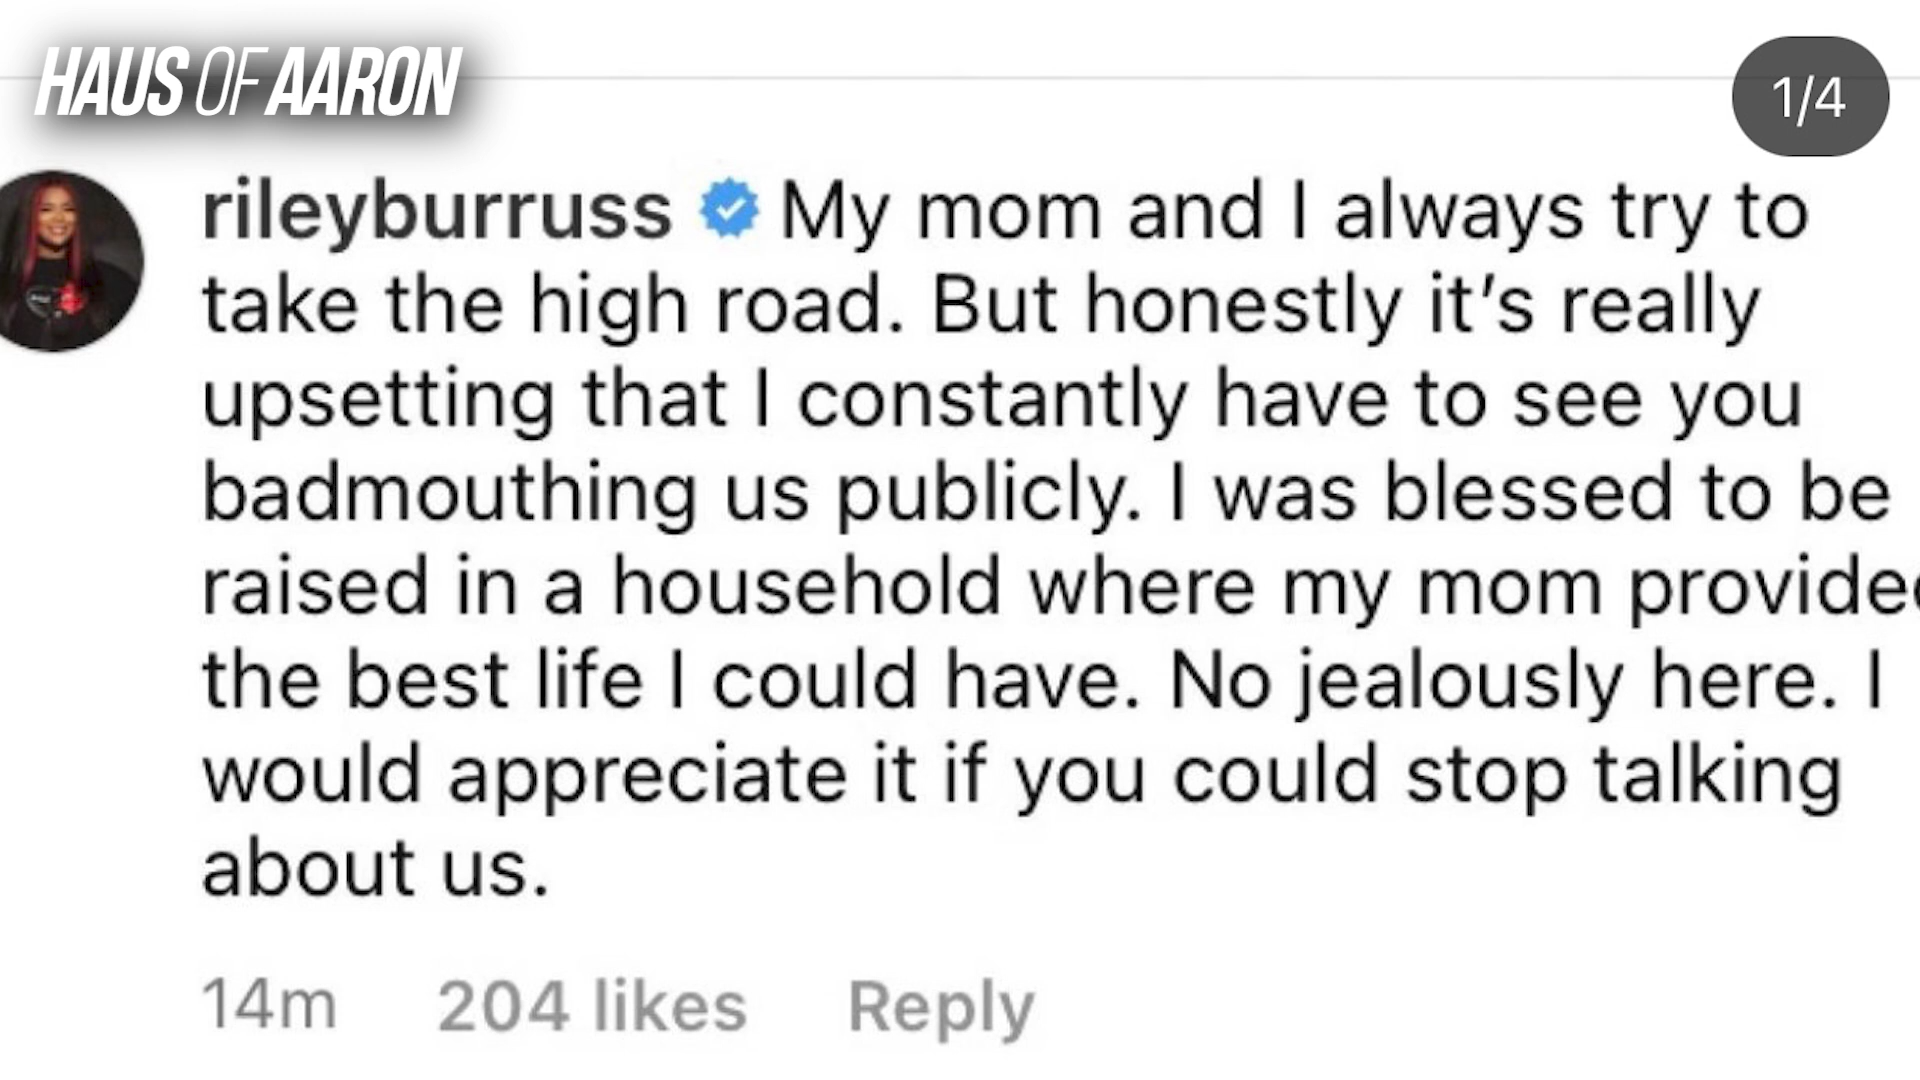 HAUS OF AARON
1/4
rileyburruss My mom and I always try to
take the high road. But honestly it’s really
upsetting that I constantly have to see you
badmouthing us publicly. I was blessed to be
raised in a household where my mom provided
the best life I could have. No jealously here. I
would appreciate it if you could stop talking
about us.
14m 204 likes Reply